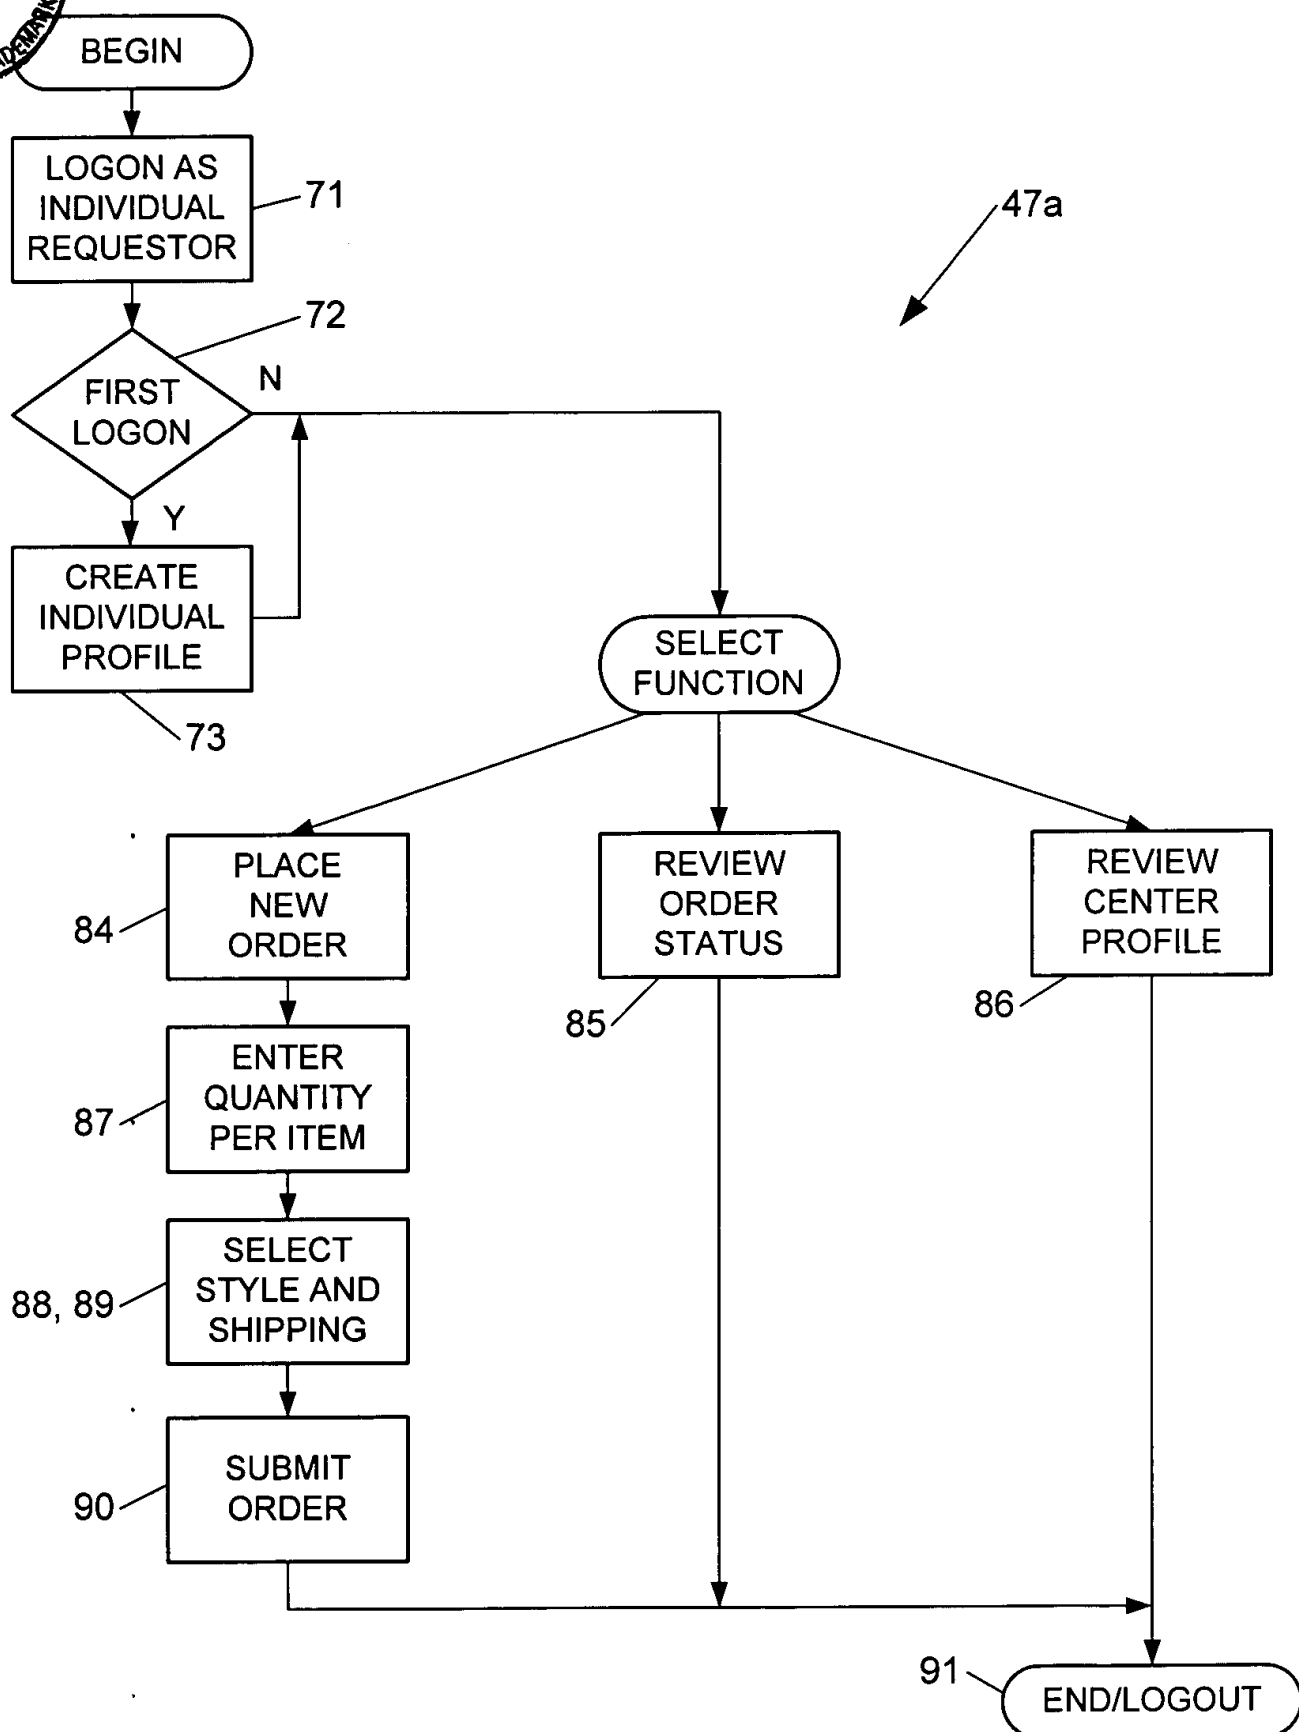 DEMARK
BEGIN
LOGON AS
INDIVIDUAL
REQUESTOR
71
47a
72
FIRST
LOGON
N
Y
CREATE
INDIVIDUAL
PROFILE
73
SELECT
FUNCTION
PLACE
NEW
ORDER
84
REVIEW
ORDER
STATUS
85
REVIEW
CENTER
PROFILE
86
ENTER
QUANTITY
PER ITEM
87
SELECT
STYLE AND
SHIPPING
88, 89
SUBMIT
ORDER
90
91
END/LOGOUT